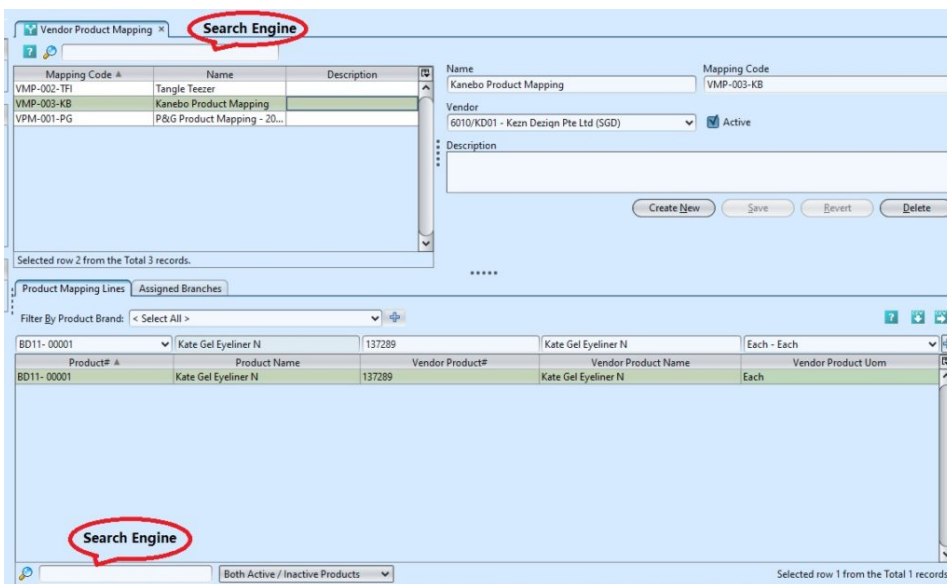 Vendor Product Mapping ×
Search Engine
Mapping Code Name Description
VMP-002-TFI Tangle Teezer
VMP-003-KB Kanebo Product Mapping
VPM-001-PG P&G Product Mapping - 20...
Selected row 2 from the Total 3 records.
Name Mapping Code
Kanebo Product Mapping VMP-003-KB
Vendor
6010/KD01 - Kezn Dezign Pte Ltd (SGD) Active
Description
Create New Save Revert Delete
Product Mapping Lines Assigned Branches
Filter By Product Brand: < Select All >
BD11- 00001 Kate Gel Eyeliner N 137289 Kate Gel Eyeliner N Each - Each
Product# Product Name Vendor Product# Vendor Product Name Vendor Product Uom
BD11- 00001 Kate Gel Eyeliner N 137289 Kate Gel Eyeliner N Each
Search Engine
Both Active / Inactive Products Selected row 1 from the Total 1 records